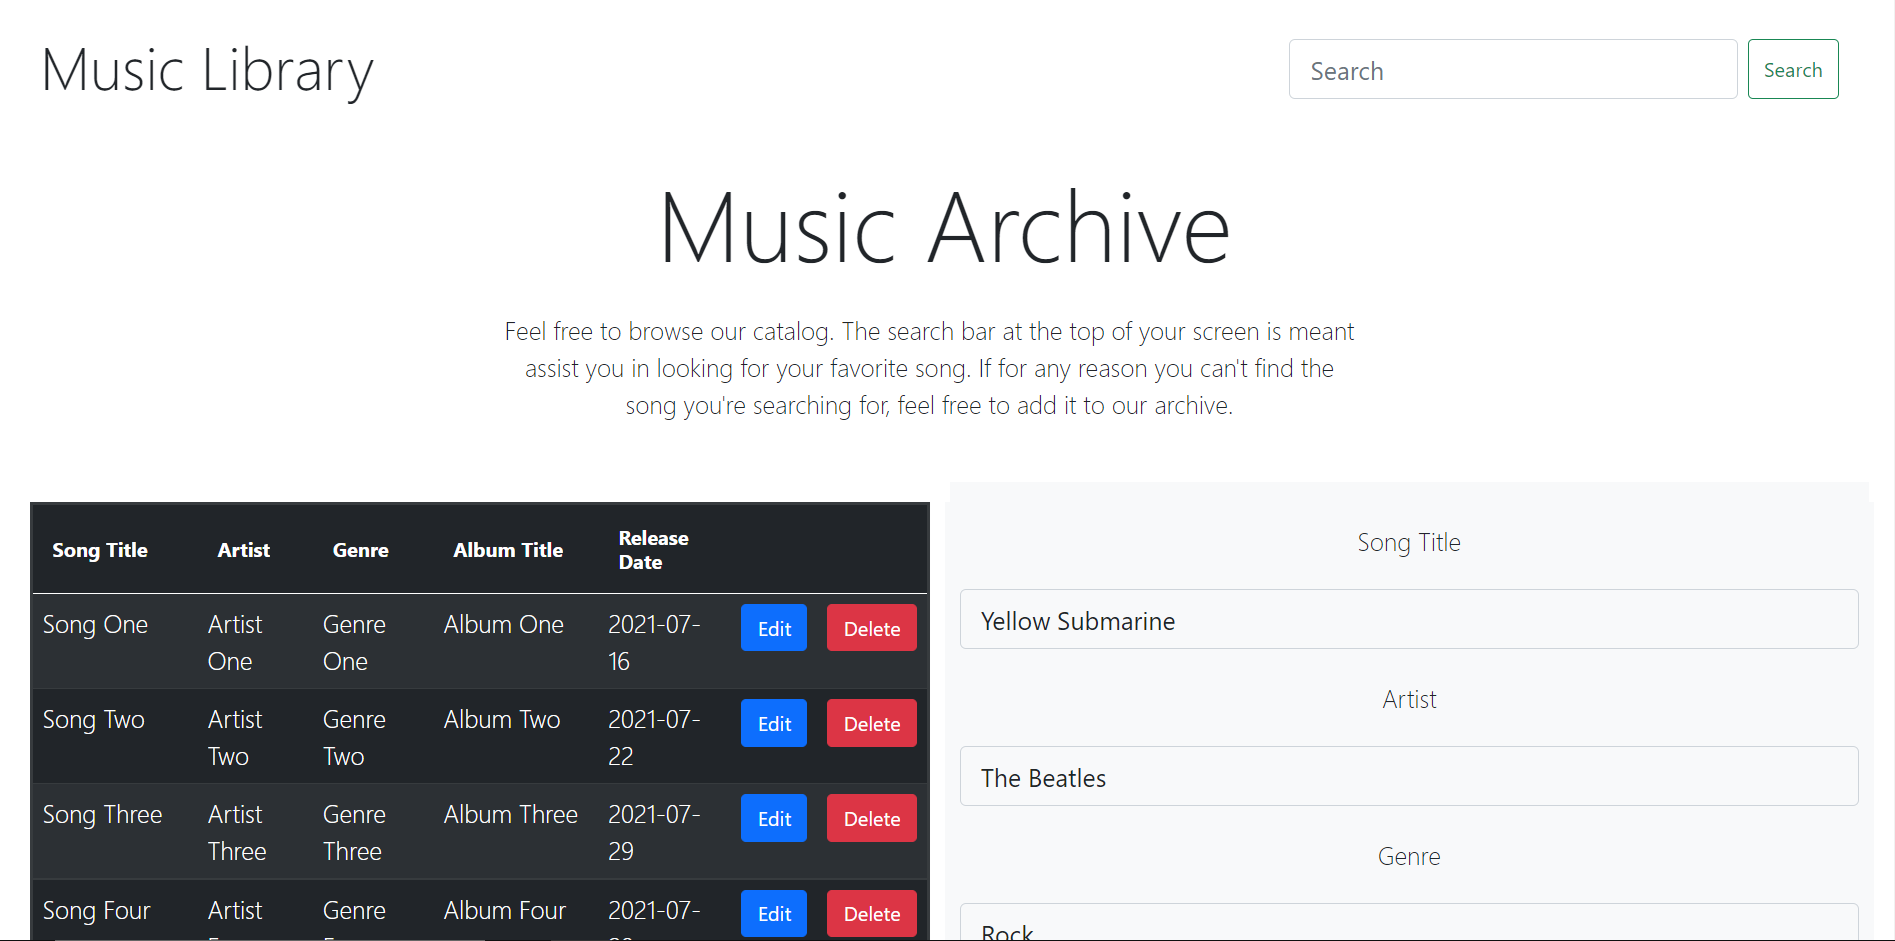 Music Library
Search
Search
Music Archive
Feel free to browse our catalog. The search bar at the top of your screen is meant
assist you in looking for your favorite song. If for any reason you can't find the
song you're searching for, feel free to add it to our archive.
Song Title Artist Genre Album Title Release
Date
Song One Artist Genre Album One 2021-07- Edit Delete
One One 16
Song Two Artist Genre Album Two 2021-07- Edit Delete
Two Two 22
Song Three Artist Genre Album Three 2021-07- Edit Delete
Three Three 29
Song Four Artist Genre Album Four 2021-07- Edit Delete
Song Title
Yellow Submarine
Artist
The Beatles
Genre
Rock